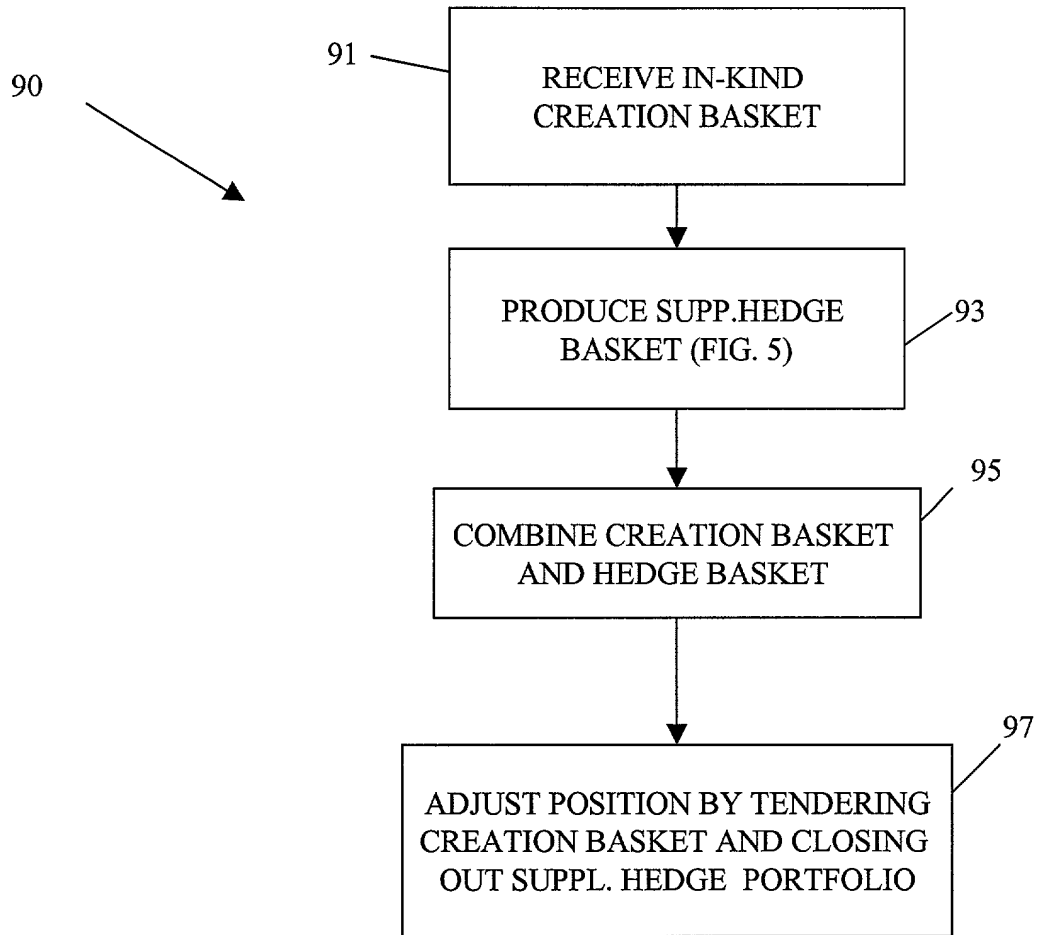 90
91
RECEIVE IN-KIND
CREATION BASKET
PRODUCE SUPP.HEDGE
BASKET (FIG. 5)
93
95
COMBINE CREATION BASKET
AND HEDGE BASKET
97
ADJUST POSITION BY TENDERING
CREATION BASKET AND CLOSING
OUT SUPPL. HEDGE PORTFOLIO